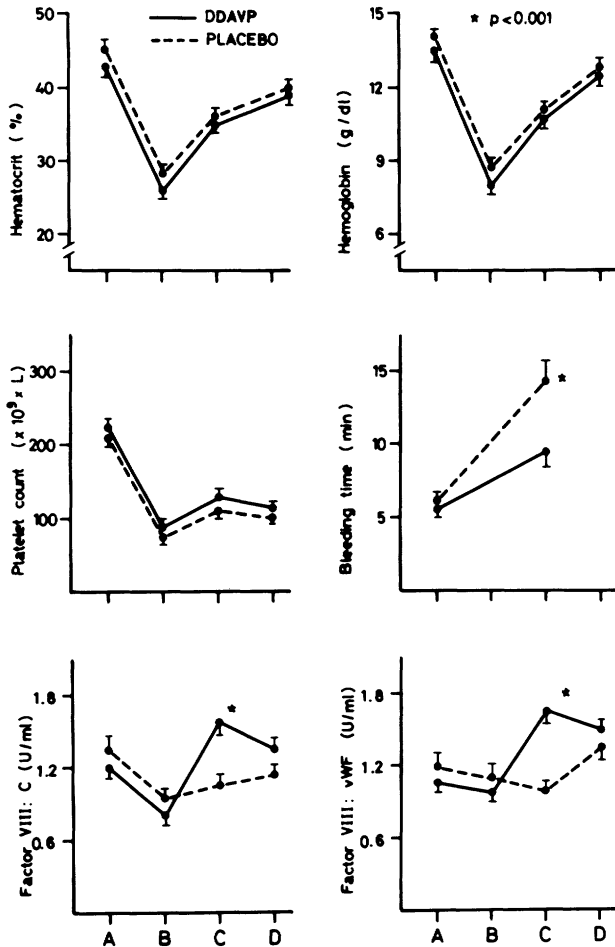 DDAVP
PLACEBO
50
40
30
20
Hematocrit ( %)
* p<0.001
15
12
9
6
Hemoglobin (g/dl)
300
200
100
Platelet count (x 10⁹ x L)
15
10
5
Bleeding time (min)
*
1.8
1.2
0.6
Factor VIII: C (U/ml)
*
A B C D
1.8
1.2
0.6
Factor VIII: vWF (U/ml)
*
A B C D